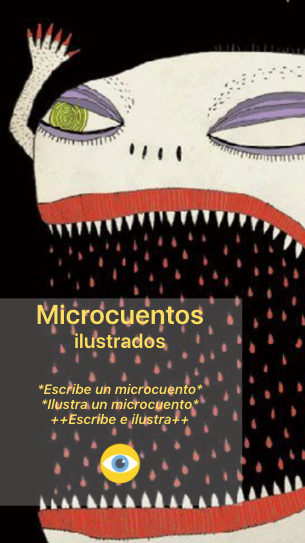 Microcuentos
ilustrados
*Escribe un microcuento*
*Ilustra un microcuento*
++Escribe e ilustra++